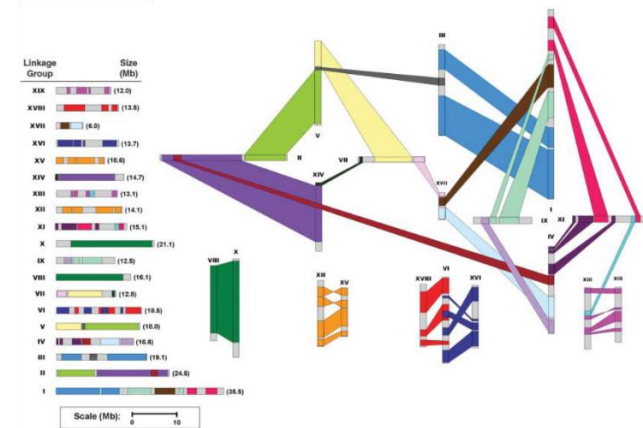 Linkage Group
Size (Mb)
XIX (12.0)
XVIII (13.5)
XVII (6.0)
XVI (13.7)
XV (10.6)
XIV (14.7)
XIII (13.1)
XII (14.1)
XI (15.1)
X (21.1)
IX (12.5)
VIII (16.1)
VII (12.8)
VI (18.5)
V (18.0)
IV (16.6)
III (19.1)
II (24.5)
I (35.5)
Scale (Mb):
0 10
III
V
II
XIV
VII
XVII
I
IX
XI
IV
VIII
X
XII
XV
XVIII
VI
XVI
XIII
XIX